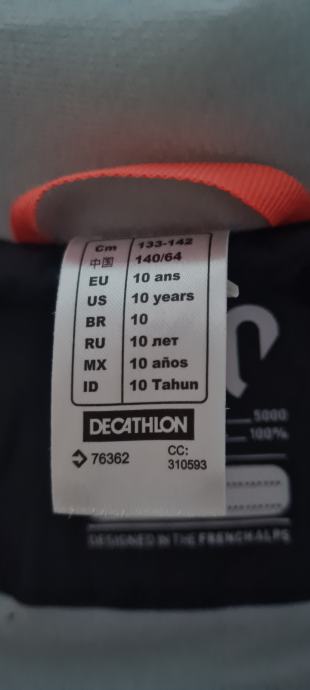 Cm 133-142
中国 140/64
EU 10 ans
US 10 years
BR 10
RU 10 лет
MX 10 años
ID 10 Tahun
DECATHLON
76362 CC:
310593
5000
100%
DESIGNED IN THE FRENCH ALPS